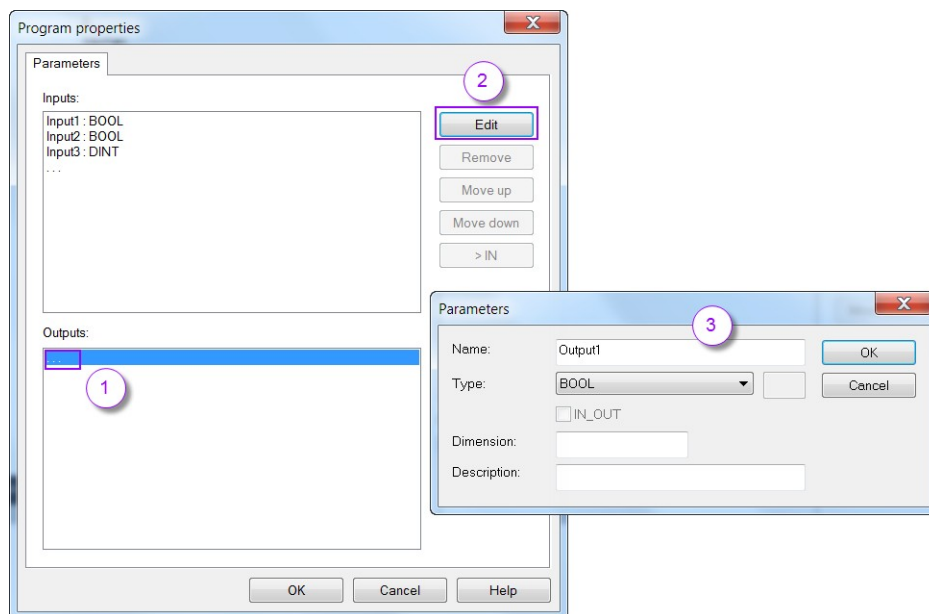 Program properties
X
Parameters
2
Inputs:
Input1 : BOOL
Input2 : BOOL
Input3 : DINT
. . .
Edit
Remove
Move up
Move down
> IN
Outputs:
. . .
1
Parameters
X
3
Name:
Output1
OK
Type:
BOOL
Cancel
IN_OUT
Dimension:
Description:
OK
Cancel
Help